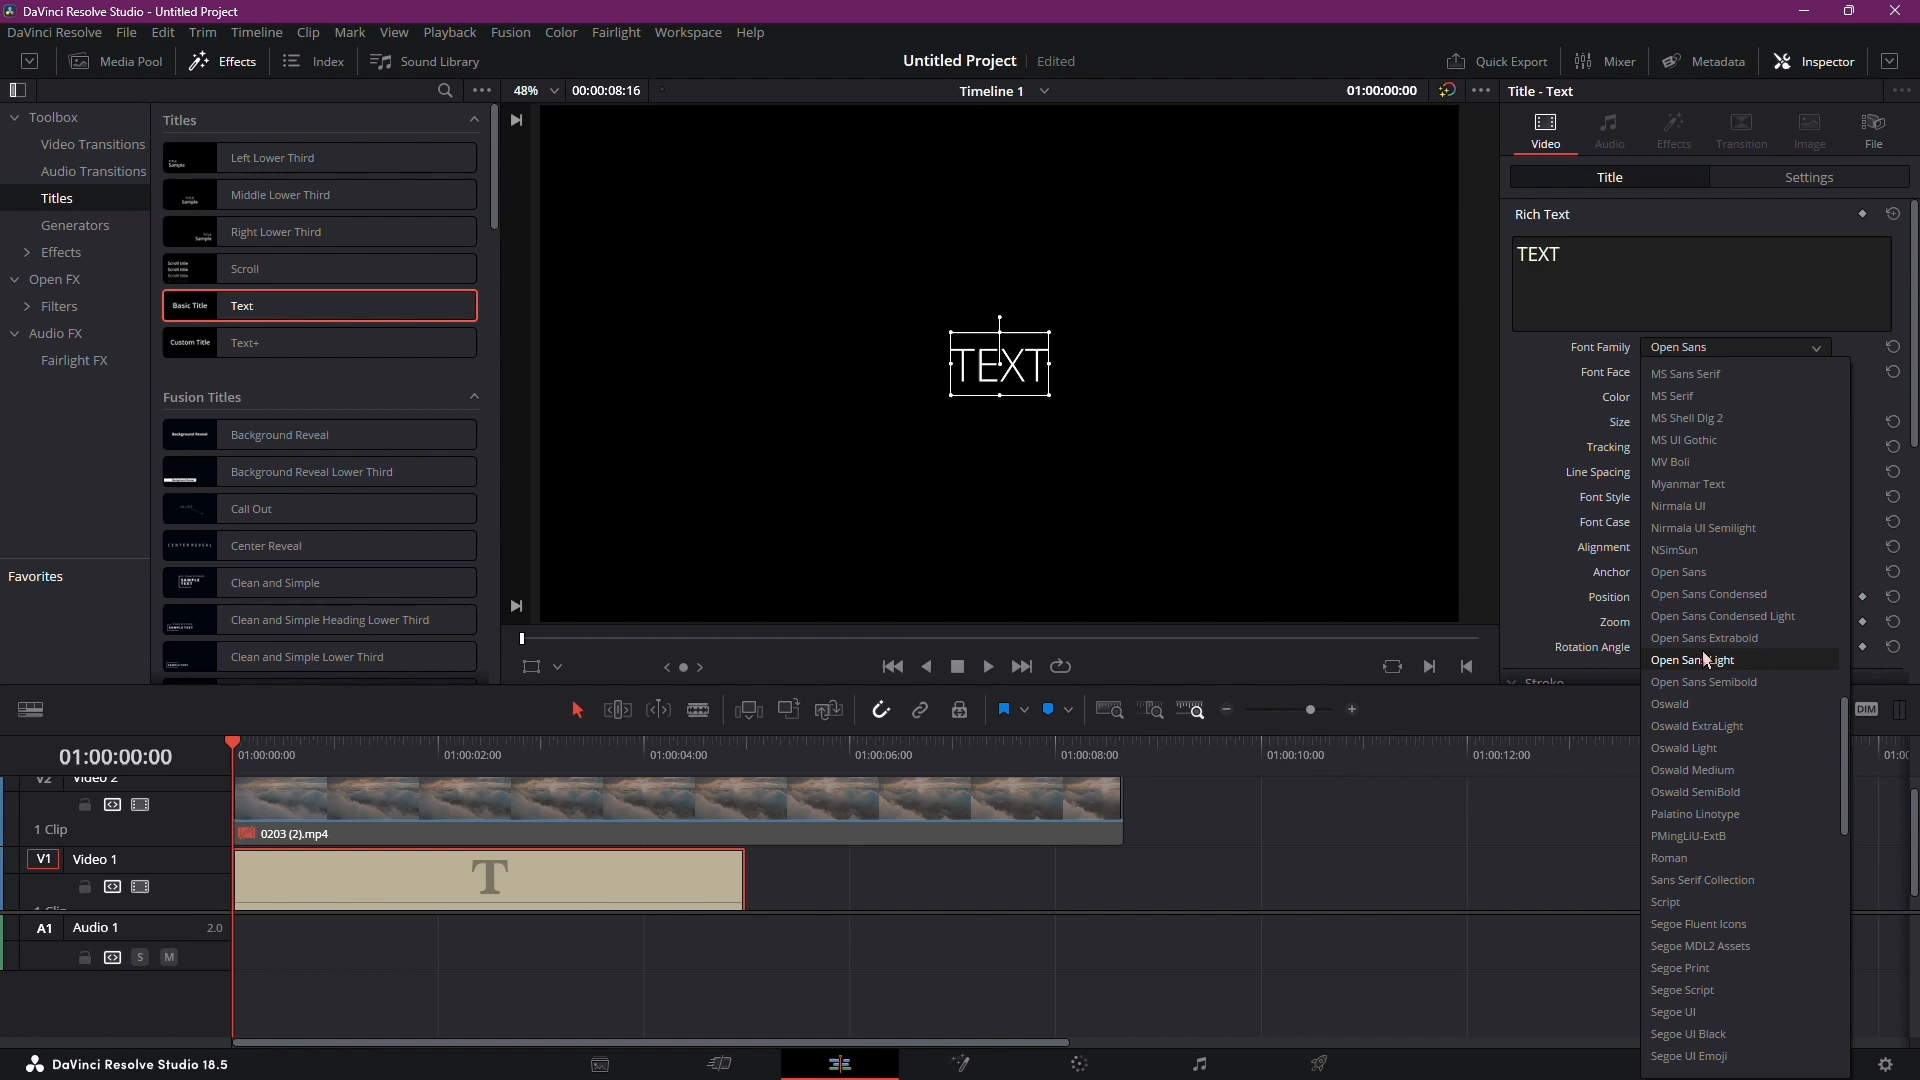 DaVinci Resolve Studio - Untitled Project
DaVinci Resolve File Edit Trim Timeline Clip Mark View Playback Fusion Color Fairlight Workspace Help
Media Pool Effects Index Sound Library Untitled Project Edited Quick Export Mixer Metadata Inspector
48% 00:00:08:16 Timeline 1 01:00:00:00 Title - Text
Video Audio Effects Transition Image File
Title Settings
Toolbox
Video Transitions
Audio Transitions
Titles
Generators
Effects
Open FX
Filters
Audio FX
Fairlight FX
Favorites
Titles
Left Lower Third
Middle Lower Third
Right Lower Third
Scroll
Basic Title Text
Custom Title Text+
Fusion Titles
Background Reveal
Background Reveal Lower Third
Call Out
CENTER REVEAL Center Reveal
Clean and Simple
Clean and Simple Heading Lower Third
Clean and Simple Lower Third
TEXT
Rich Text
TEXT
Font Family Open Sans
Font Face
Color
Size
Tracking
Line Spacing
Font Style
Font Case
Alignment
Anchor
Position
Zoom
Rotation Angle
Stroke
MS Sans Serif
MS Serif
MS Shell Dlg 2
MS UI Gothic
MV Boli
Myanmar Text
Nirmala UI
Nirmala UI Semilight
NSimSun
Open Sans
Open Sans Condensed
Open Sans Condensed Light
Open Sans Extrabold
Open Sans Light
Open Sans Semibold
Oswald
Oswald ExtraLight
Oswald Light
Oswald Medium
Oswald SemiBold
Palatino Linotype
PMingLiU-ExtB
Roman
Sans Serif Collection
Script
Segoe Fluent Icons
Segoe MDL2 Assets
Segoe Print
Segoe Script
Segoe UI
Segoe UI Black
Segoe UI Emoji
DIM
01:00:00:00 01:00:00:00 01:00:02:00 01:00:04:00 01:00:06:00 01:00:08:00 01:00:10:00 01:00:12:00
V2 Video 2
1 Clip
0203 (2).mp4
V1 Video 1
T
1 Clip
A1 Audio 1 2.0
S M
DaVinci Resolve Studio 18.5